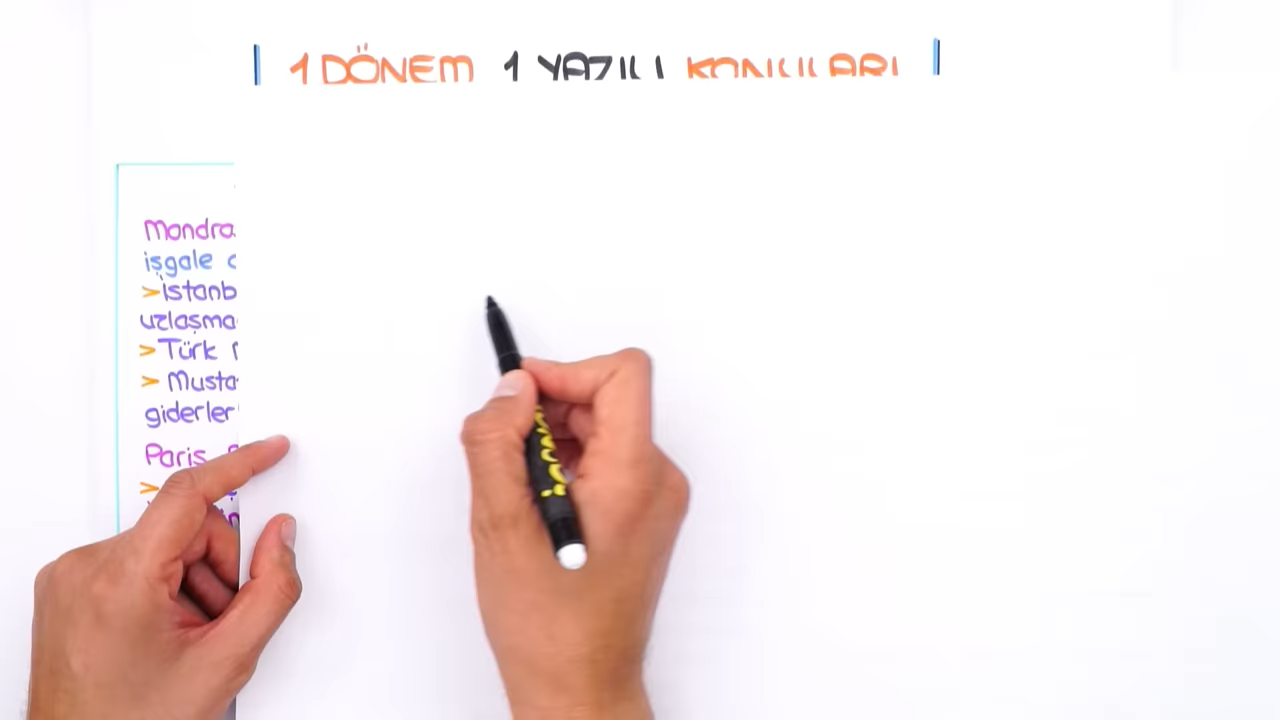 1 DÖNEM 1 YAZILI KONULARI
Mondra
işgale
>İstanb
uzlaşma
>Türk
> Musta
giderler
Paris
>